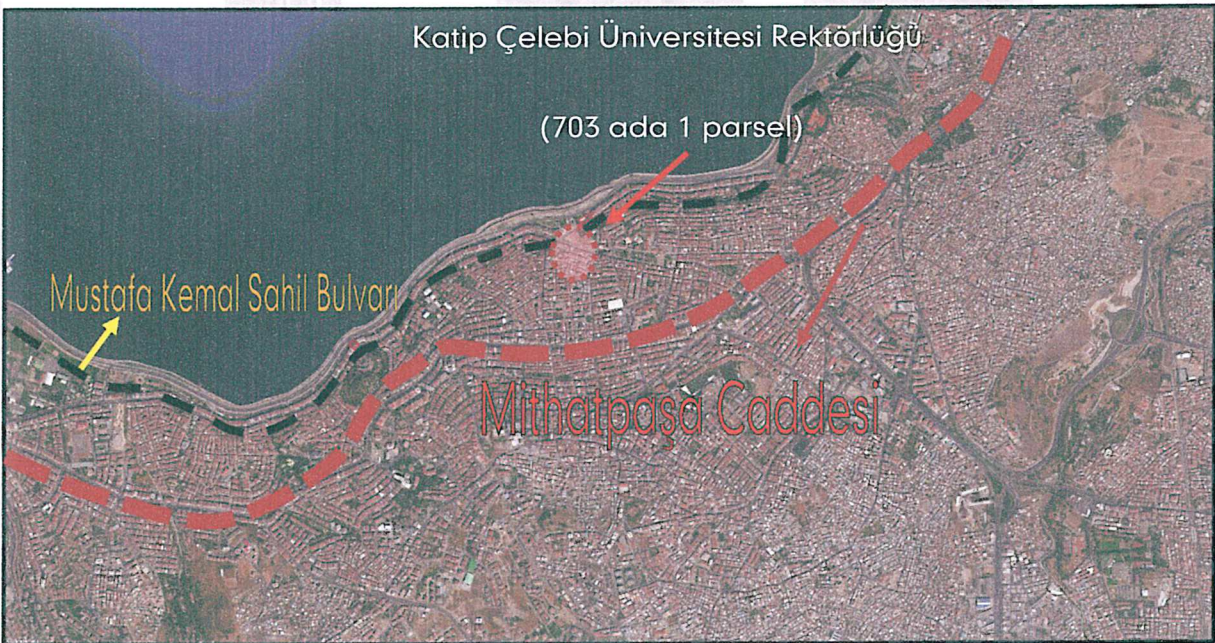 Katip Çelebi Üniversitesi Rektörlüğü
(703 ada 1 parsel)
Mustafa Kemal Sahil Bulvarı
Mithatpaşa Caddesi